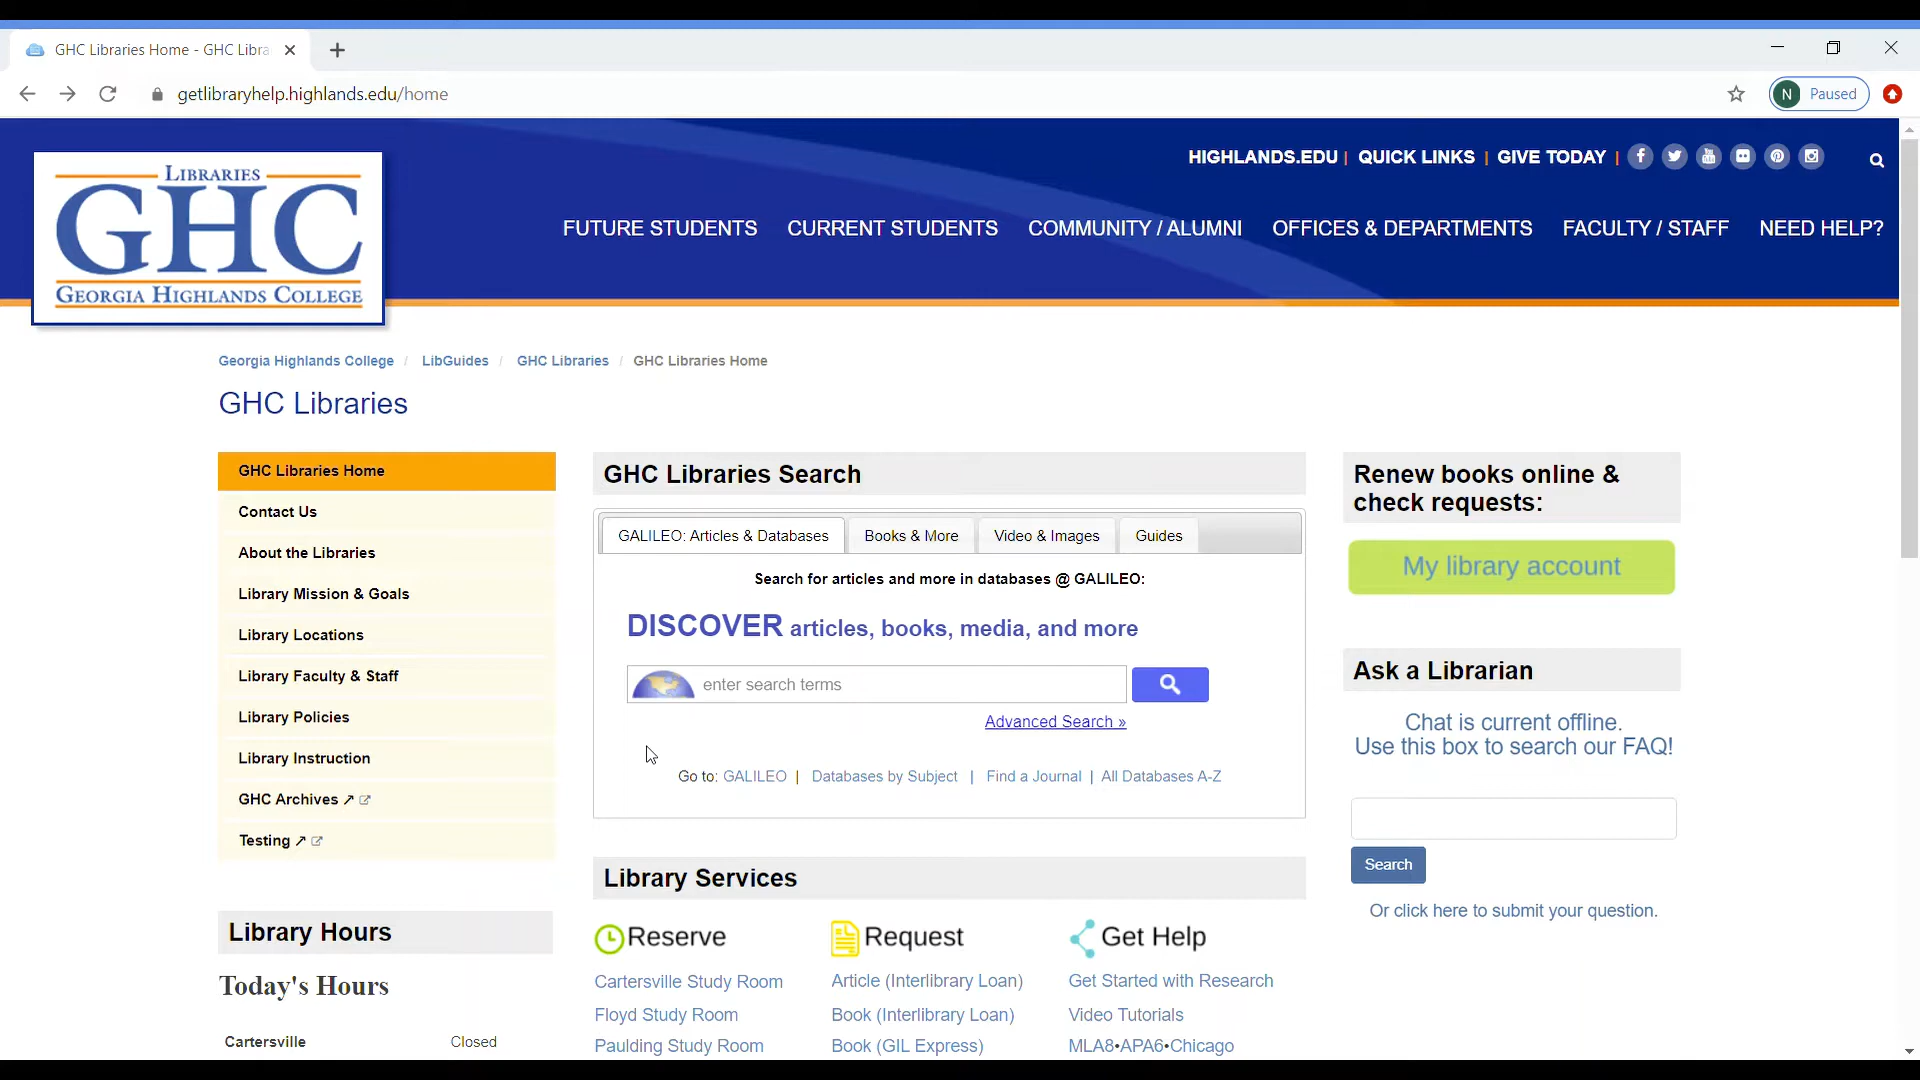 GHC Libraries Home - GHC Libra
getlibraryhelp.highlands.edu/home
N Paused
HIGHLANDS.EDU | QUICK LINKS | GIVE TODAY |
LIBRARIES
GHC
GEORGIA HIGHLANDS COLLEGE
FUTURE STUDENTS CURRENT STUDENTS COMMUNITY / ALUMNI OFFICES & DEPARTMENTS FACULTY / STAFF NEED HELP?
Georgia Highlands College / LibGuides / GHC Libraries / GHC Libraries Home
GHC Libraries
GHC Libraries Home
Contact Us
About the Libraries
Library Mission & Goals
Library Locations
Library Faculty & Staff
Library Policies
Library Instruction
GHC Archives ↗
Testing ↗
Library Hours
Today's Hours
Cartersville Closed
GHC Libraries Search
GALILEO: Articles & Databases Books & More Video & Images Guides
Search for articles and more in databases @ GALILEO:
DISCOVER articles, books, media, and more
enter search terms
Advanced Search »
Go to: GALILEO | Databases by Subject | Find a Journal | All Databases A-Z
Library Services
Reserve Request Get Help
Cartersville Study Room Article (Interlibrary Loan) Get Started with Research
Floyd Study Room Book (Interlibrary Loan) Video Tutorials
Paulding Study Room Book (GIL Express) MLA8•APA6•Chicago
Renew books online &
check requests:
My library account
Ask a Librarian
Chat is current offline.
Use this box to search our FAQ!
Search
Or click here to submit your question.